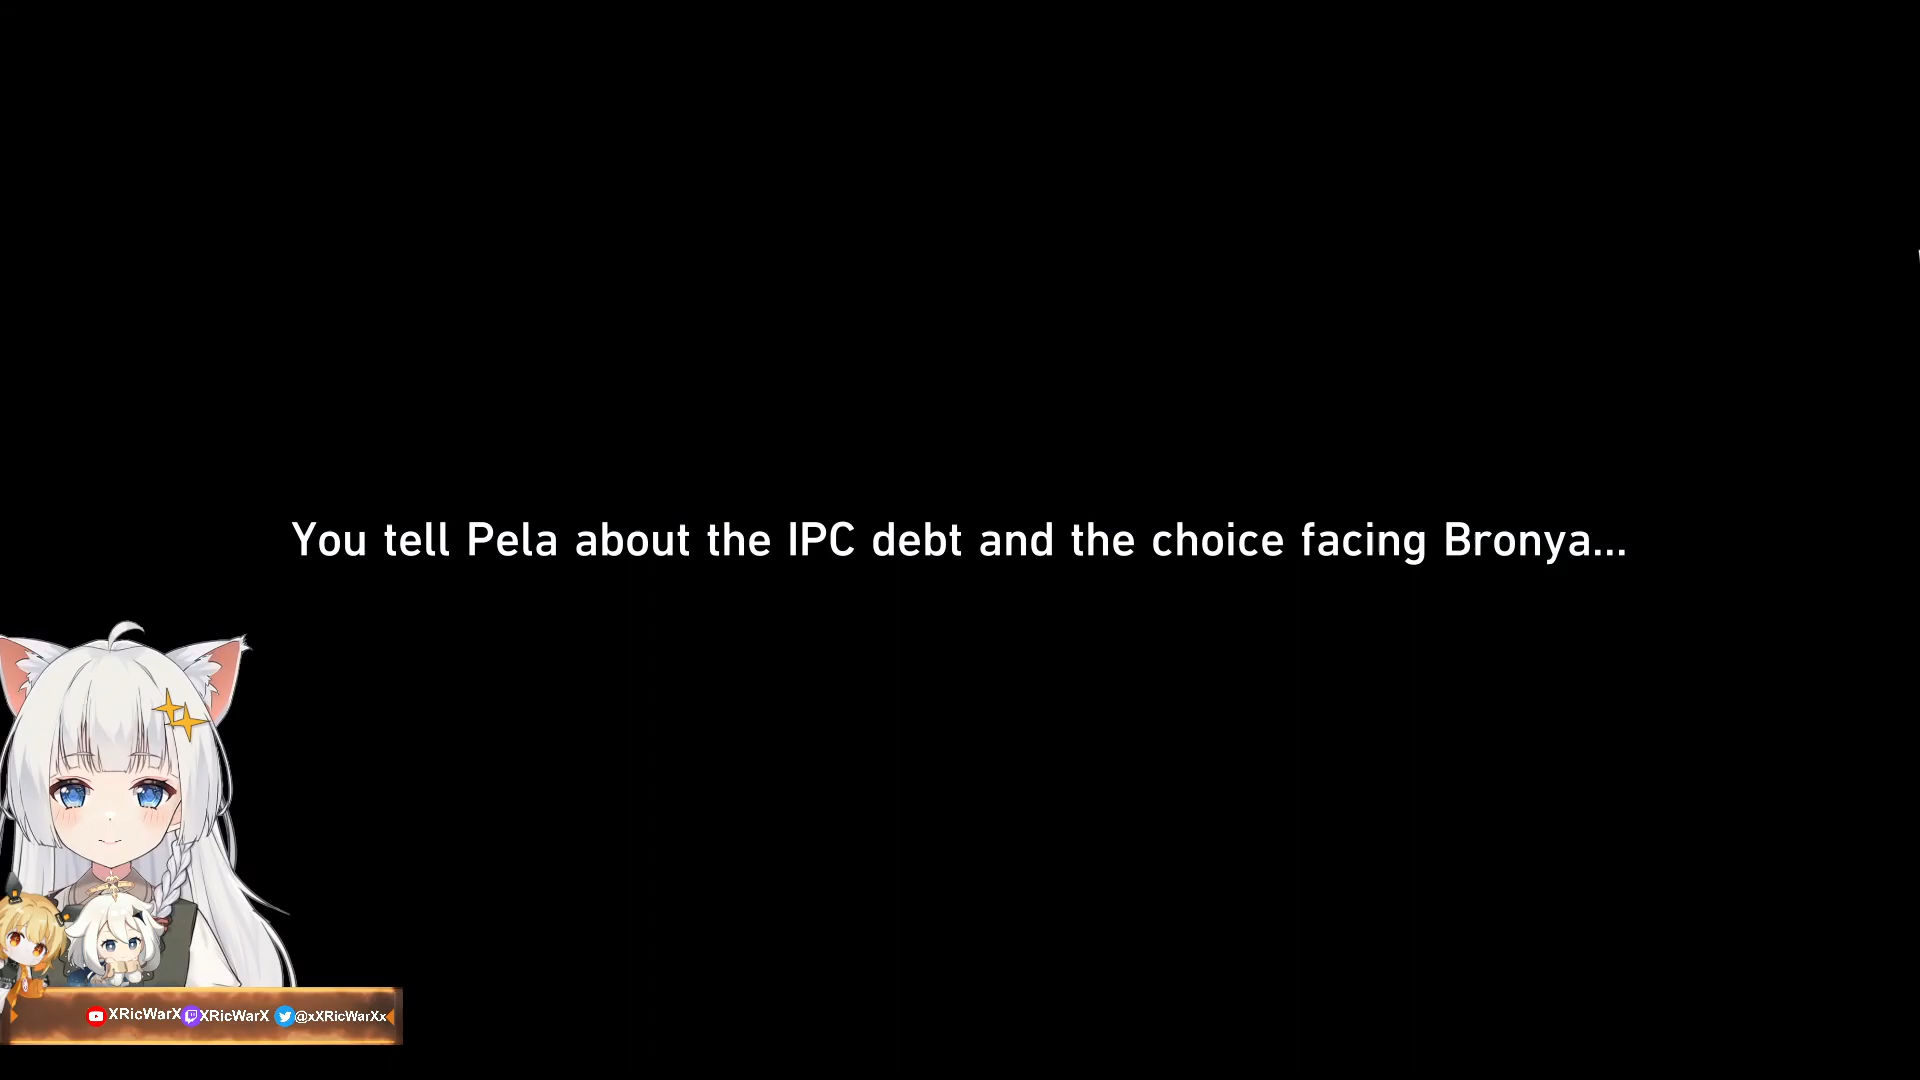 You tell Pela about the IPC debt and the choice facing Bronya...
XRicWarX XRicWarX @xXRicWarXx